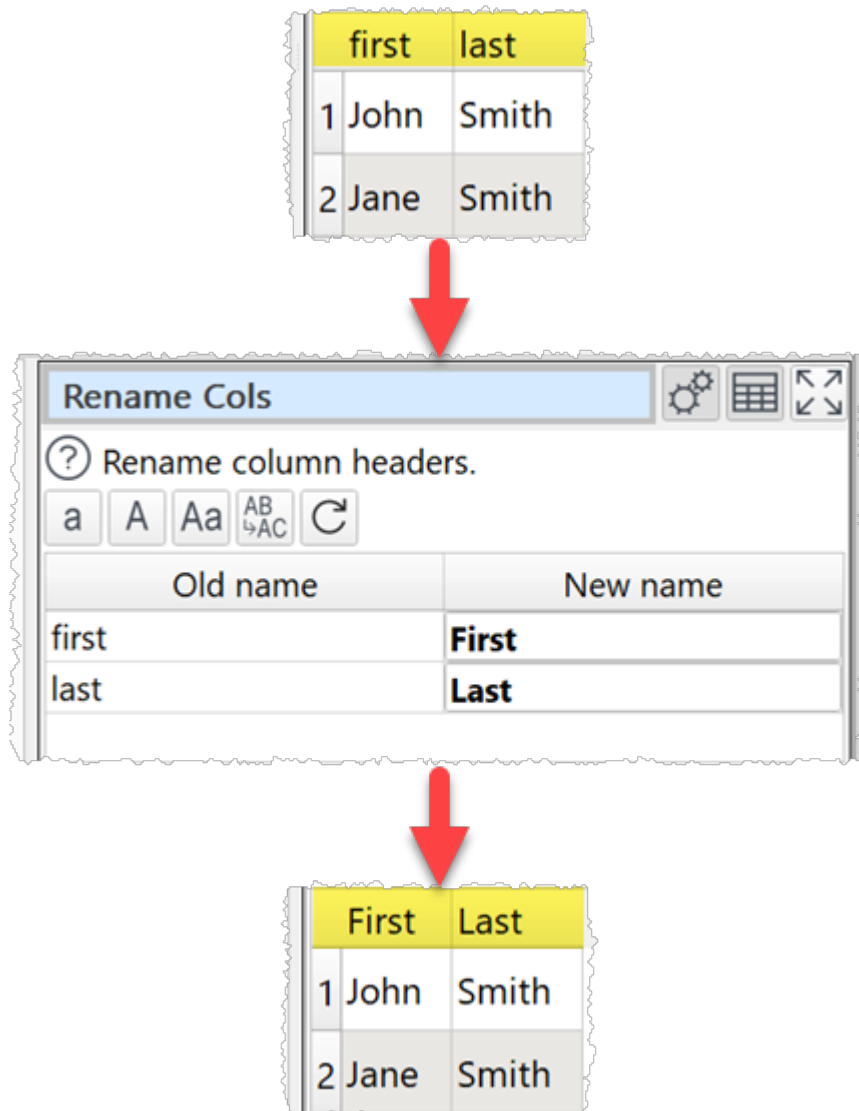 first last
1 John Smith
2 Jane Smith
Rename Cols
? Rename column headers.
a A Aa AB↳AC
Old name New name
first First
last Last
First Last
1 John Smith
2 Jane Smith